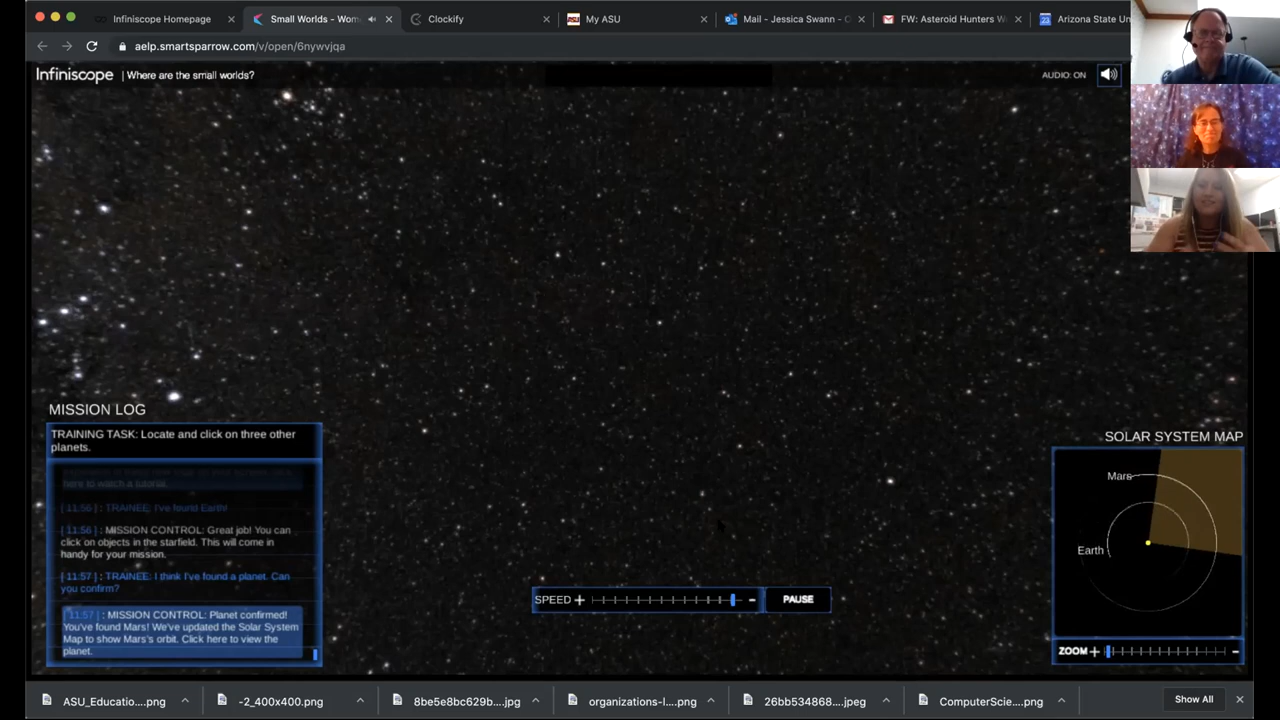 Infiniscope Homepage
Small Worlds - Wom
Clockify
My ASU
Mail - Jessica Swann - O
FW: Asteroid Hunters W
Arizona State Un
aelp.smartsparrow.com/v/open/6nywvjqa
Infiniscope | Where are the small worlds?
AUDIO: ON
MISSION LOG
TRAINING TASK: Locate and click on three other
planets.
here to watch a tutorial.
[ 11:56 ] : TRAINEE: I've found Earth!
[ 11:56 ] : MISSION CONTROL: Great job! You can
click on objects in the starfield. This will come in
handy for your mission.
[ 11:57 ] : TRAINEE: I think I've found a planet. Can
you confirm?
[ 11:57 ] : MISSION CONTROL: Planet confirmed!
You've found Mars! We've updated the Solar System
Map to show Mars's orbit. Click here to view the
planet.
SPEED + -
PAUSE
SOLAR SYSTEM MAP
Mars
Earth
ZOOM + -
ASU_Educatio....png
-2_400x400.png
8be5e8bc629b....jpg
organizations-l....png
26bb534868....jpeg
ComputerScie....png
Show All
23